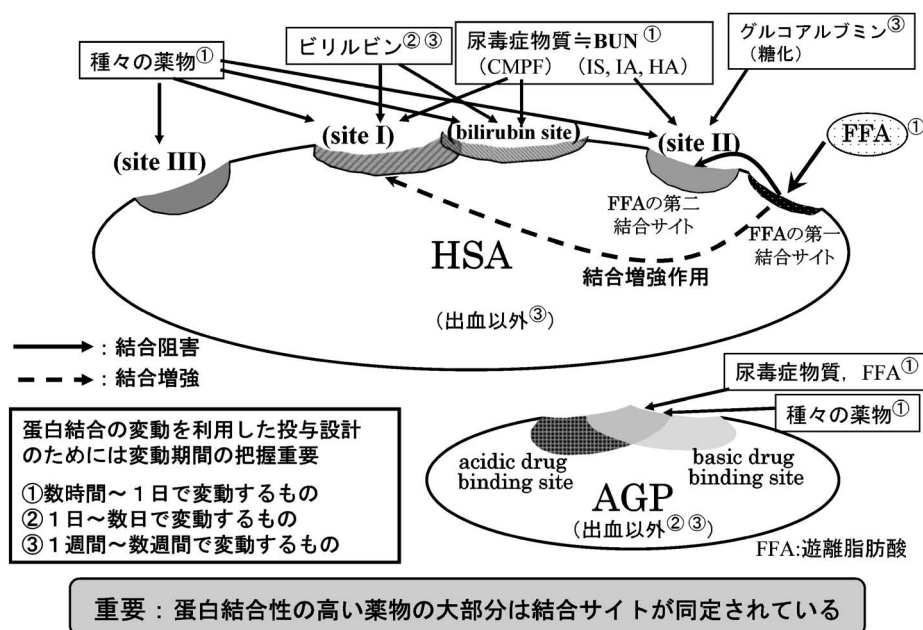 種々の薬物①
ビリルビン②③
尿毒症物質≒BUN①
（CMPF）　（IS, IA, HA）
グルコアルブミン③
（糖化）
FFA①
(site III)
(site I)
(bilirubin site)
(site II)
FFAの第二
結合サイト
FFAの第一
結合サイト
HSA
結合増強作用
（出血以外③）
：結合阻害
：結合増強
蛋白結合の変動を利用した投与設計
のためには変動期間の把握重要
①数時間～１日で変動するもの
②１日～数日で変動するもの
③１週間～数週間で変動するもの
尿毒症物質，FFA①
種々の薬物①
acidic drug
binding site
basic drug
binding site
AGP
（出血以外②③）
FFA:遊離脂肪酸
重要：蛋白結合性の高い薬物の大部分は結合サイトが同定されている